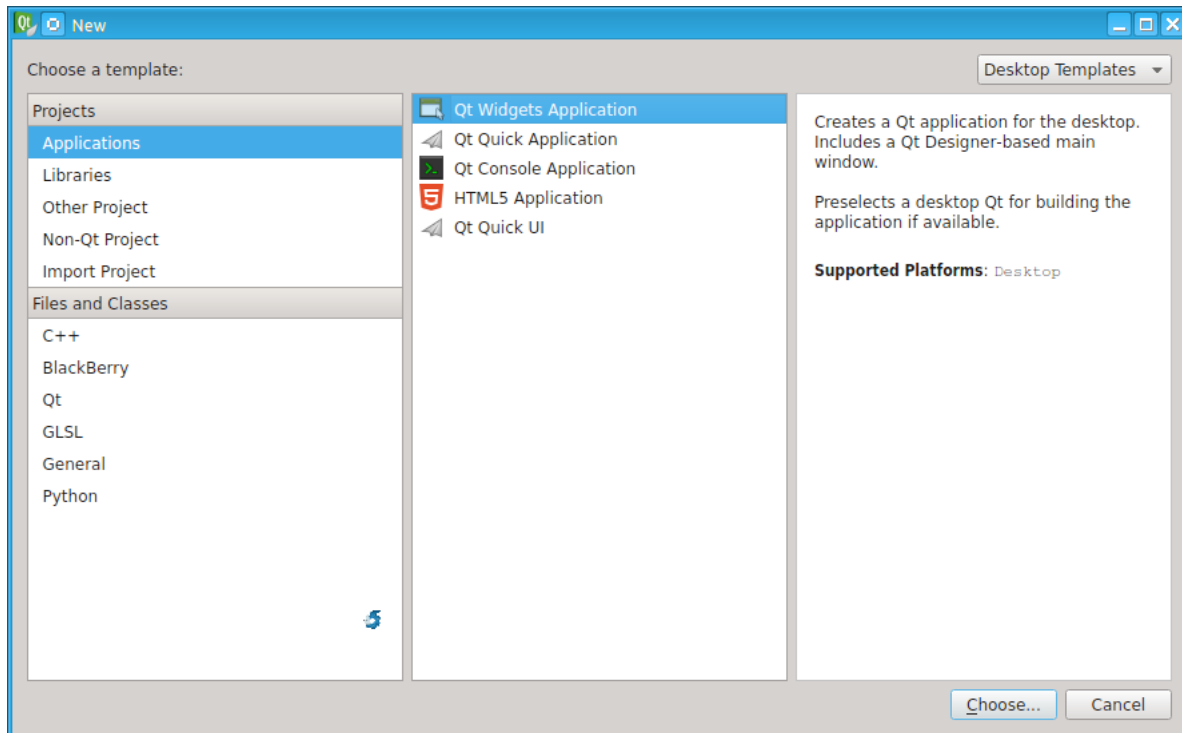 New
Choose a template:
Desktop Templates
Projects
Applications
Libraries
Other Project
Non-Qt Project
Import Project
Files and Classes
C++
BlackBerry
Qt
GLSL
General
Python
Qt Widgets Application
Qt Quick Application
Qt Console Application
HTML5 Application
Qt Quick UI
Creates a Qt application for the desktop.
Includes a Qt Designer-based main
window.
Preselects a desktop Qt for building the
application if available.
Supported Platforms: Desktop
Choose...
Cancel